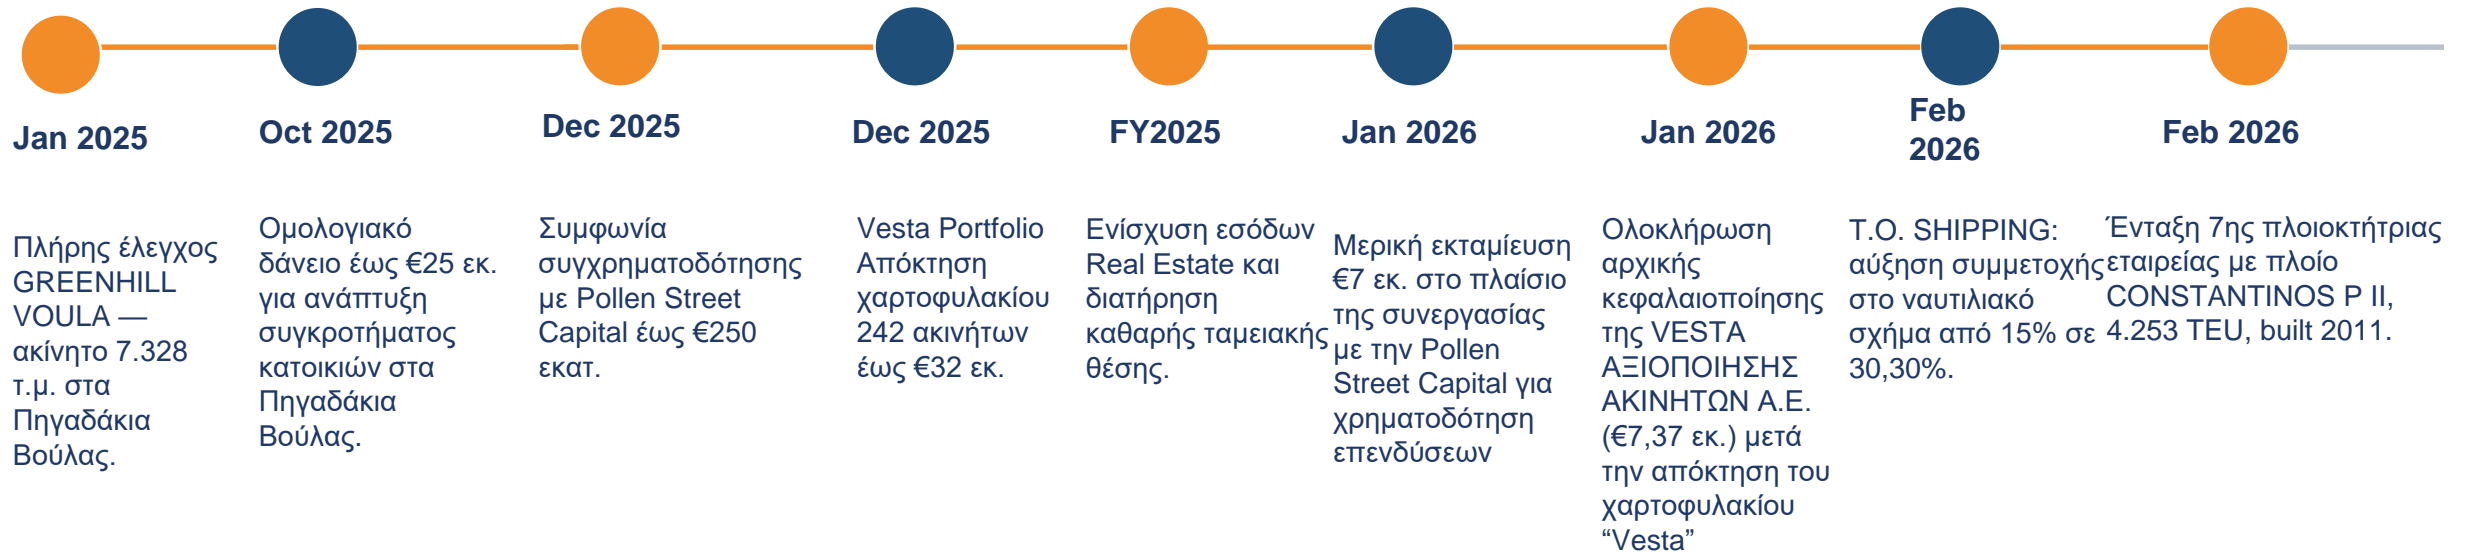 Jan 2025
Πλήρης έλεγχος
GREENHILL
VOULA —
ακίνητο 7.328
τ.μ. στα
Πηγαδάκια
Βούλας.
Oct 2025
Ομολογιακό
δάνειο έως €25 εκ.
για ανάπτυξη
συγκροτήματος
κατοικιών στα
Πηγαδάκια
Βούλας.
Dec 2025
Συμφωνία
συγχρηματοδότησης
με Pollen Street
Capital έως €250
εκατ.
Dec 2025
Vesta Portfolio
Απόκτηση
χαρτοφυλακίου
242 ακινήτων
έως €32 εκ.
FY2025
Ενίσχυση εσόδων
Real Estate και
διατήρηση
καθαρής ταμειακής
θέσης.
Jan 2026
Μερική εκταμίευση
€7 εκ. στο πλαίσιο
της συνεργασίας
με την Pollen
Street Capital για
χρηματοδότηση
επενδύσεων
Jan 2026
Ολοκλήρωση
αρχικής
κεφαλαιοποίησης
της VESTA
ΑΞΙΟΠΟΙΗΣΗΣ
ΑΚΙΝΗΤΩΝ Α.Ε.
(€7,37 εκ.) μετά
την απόκτηση του
χαρτοφυλακίου
“Vesta”
Feb
2026
T.O. SHIPPING:
αύξηση συμμετοχής
στο ναυτιλιακό
σχήμα από 15% σε
30,30%.
Feb 2026
Ένταξη 7ης πλοιοκτήτριας
εταιρείας με πλοίο
CONSTANTINOS P II,
4.253 TEU, built 2011.